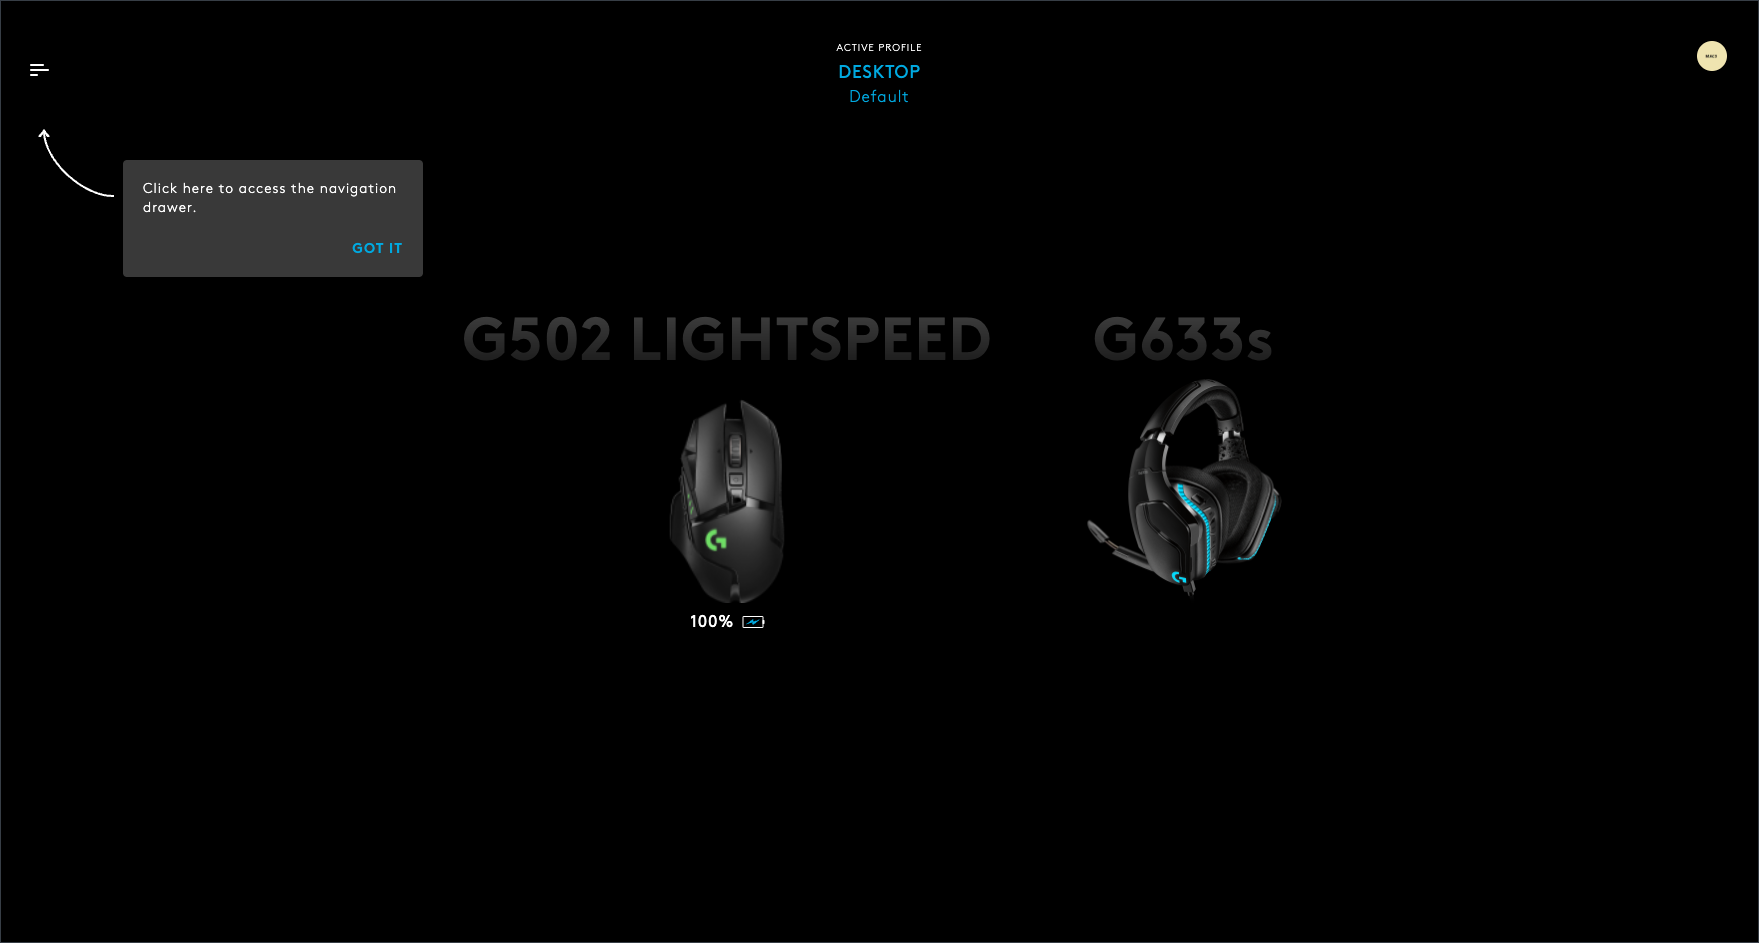 ACTIVE PROFILE
DESKTOP
Default
Click here to access the navigation
drawer.
GOT IT
G502 LIGHTSPEED
G633s
100%